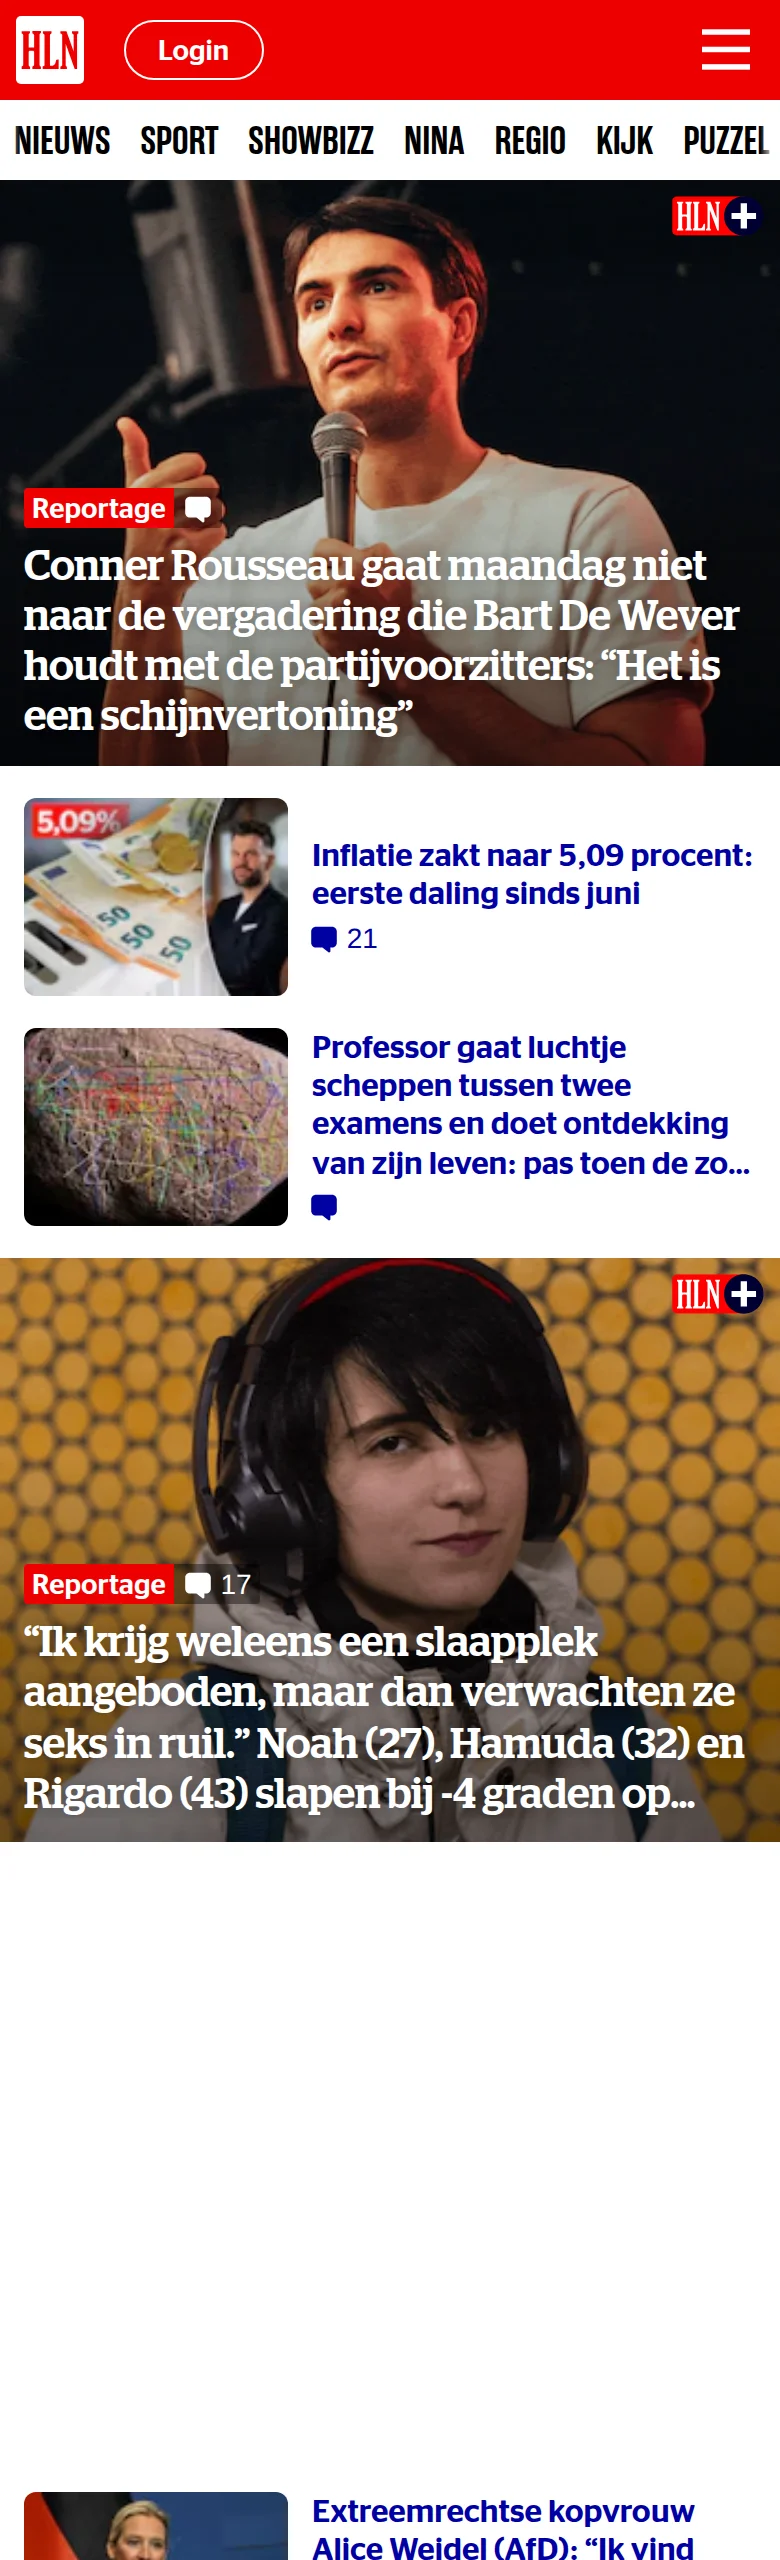 HLN
Login
NIEUWS SPORT SHOWBIZZ NINA REGIO KIJK PUZZEL
HLN+
Reportage
Conner Rousseau gaat maandag niet
naar de vergadering die Bart De Wever
houdt met de partijvoorzitters: “Het is
een schijnvertoning”
5,09%
50
50
50
Inflatie zakt naar 5,09 procent:
eerste daling sinds juni
21
Professor gaat luchtje
scheppen tussen twee
examens en doet ontdekking
van zijn leven: pas toen de zo...
HLN+
Reportage 17
“Ik krijg weleens een slaapplek
aangeboden, maar dan verwachten ze
seks in ruil.” Noah (27), Hamuda (32) en
Rigardo (43) slapen bij -4 graden op...
Extreemrechtse kopvrouw
Alice Weidel (AfD): “Ik vind